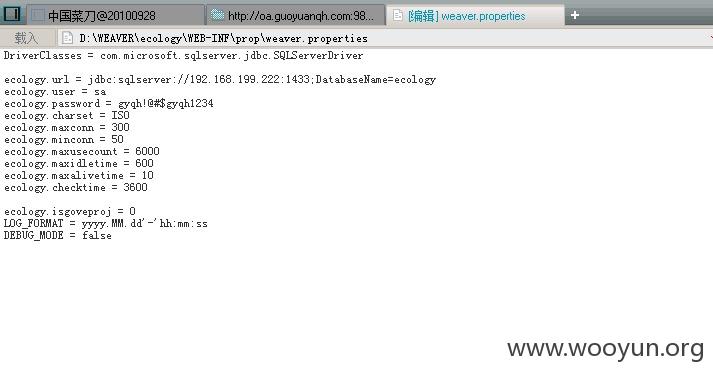 中国菜刀@20100928
http://oa.guoyuanqh.com:98...
[编辑] weaver.properties
载入
D:\WEAVER\ecology\WEB-INF\prop\weaver.properties
DriverClasses = com.microsoft.sqlserver.jdbc.SQLServerDriver
ecology.url = jdbc:sqlserver://192.168.199.222:1433;DatabaseName=ecology
ecology.user = sa
ecology.password = gyqh!@#$gyqh1234
ecology.charset = ISO
ecology.maxconn = 300
ecology.minconn = 50
ecology.maxusecount = 6000
ecology.maxidletime = 600
ecology.maxalivetime = 10
ecology.checktime = 3600
ecology.isgoveproj = 0
LOG_FORMAT = yyyy.MM.dd'-'hh:mm:ss
DEBUG_MODE = false
www.wooyun.org